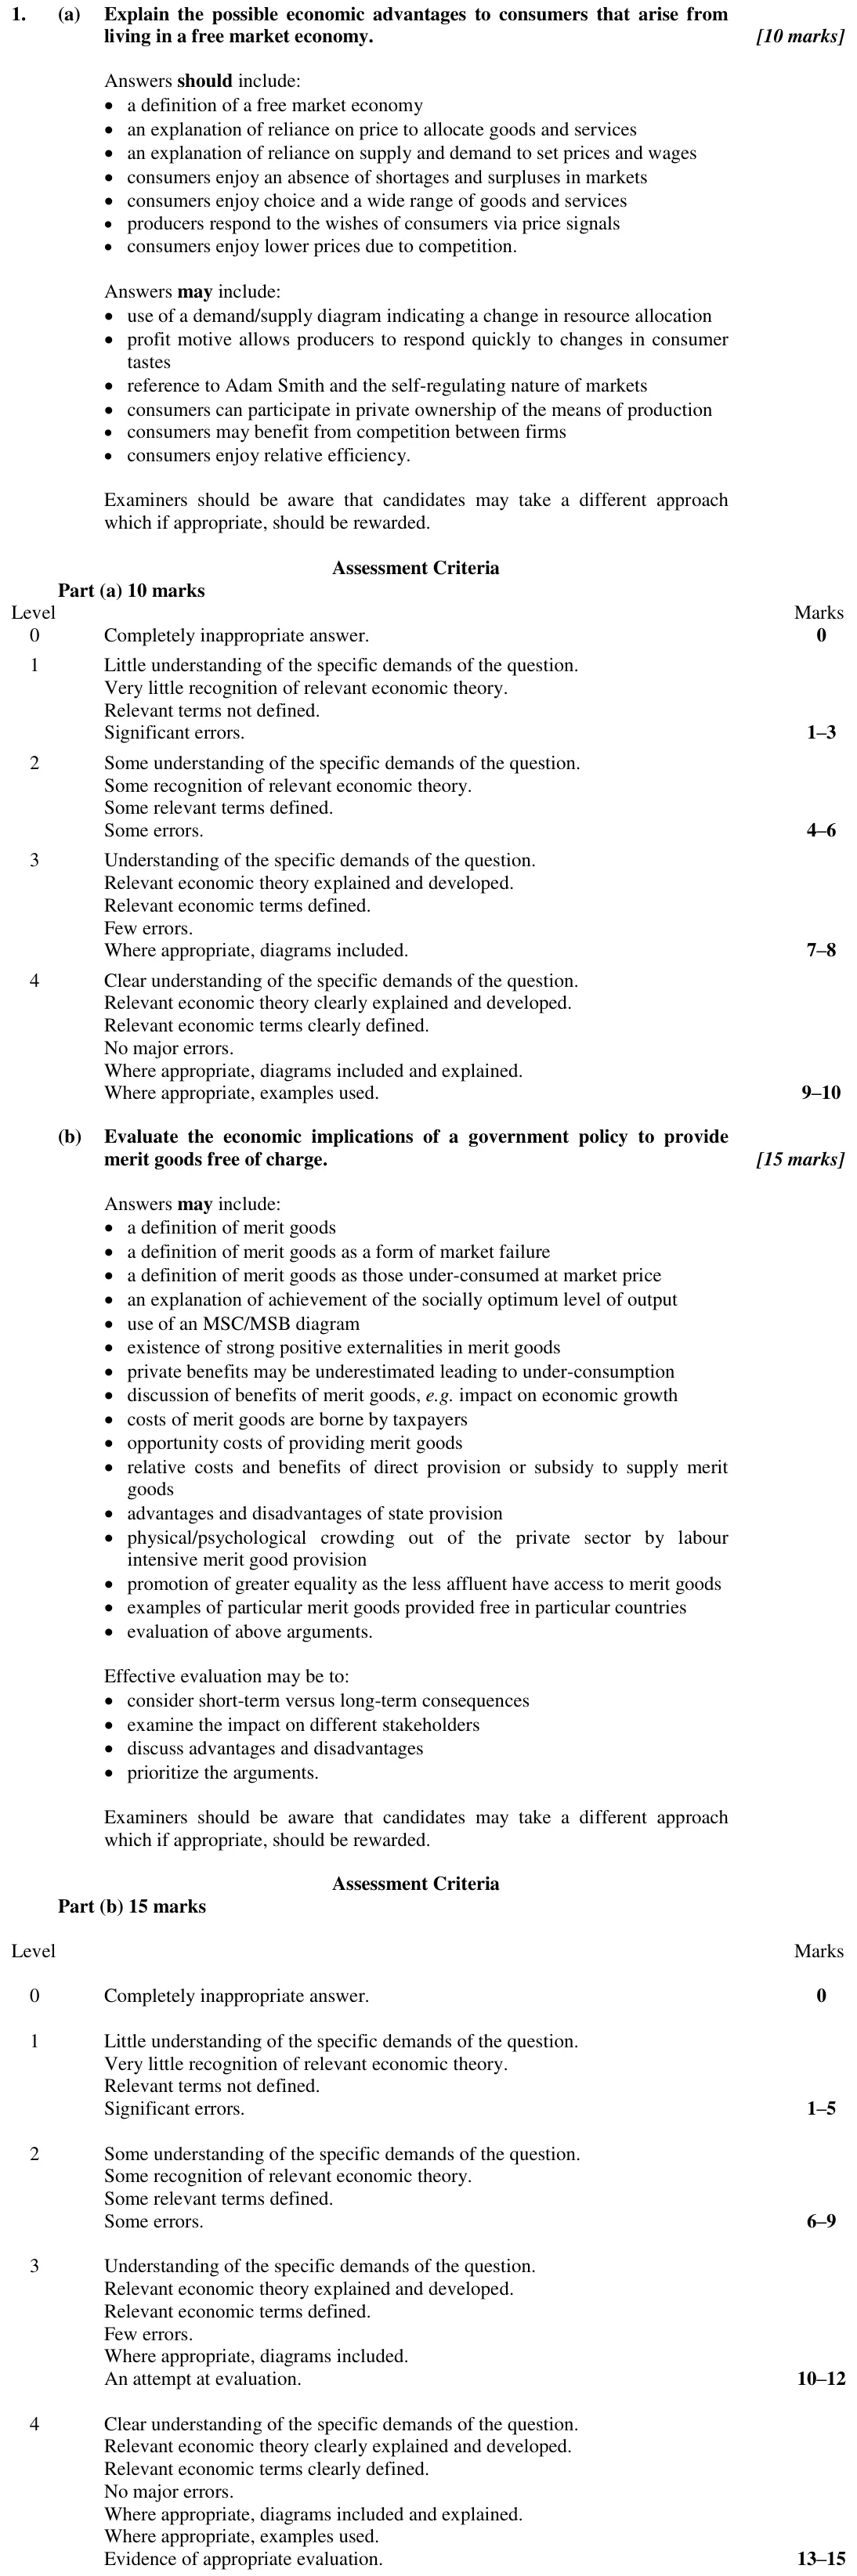 1. (a) Explain the possible economic advantages to consumers that arise from
living in a free market economy. [10 marks]
Answers should include:
• a definition of a free market economy
• an explanation of reliance on price to allocate goods and services
• an explanation of reliance on supply and demand to set prices and wages
• consumers enjoy an absence of shortages and surpluses in markets
• consumers enjoy choice and a wide range of goods and services
• producers respond to the wishes of consumers via price signals
• consumers enjoy lower prices due to competition.
Answers may include:
• use of a demand/supply diagram indicating a change in resource allocation
• profit motive allows producers to respond quickly to changes in consumer
tastes
• reference to Adam Smith and the self-regulating nature of markets
• consumers can participate in private ownership of the means of production
• consumers may benefit from competition between firms
• consumers enjoy relative efficiency.
Examiners should be aware that candidates may take a different approach
which if appropriate, should be rewarded.
Assessment Criteria
Part (a) 10 marks
Level Marks
0 Completely inappropriate answer. 0
1 Little understanding of the specific demands of the question.
Very little recognition of relevant economic theory.
Relevant terms not defined.
Significant errors. 1–3
2 Some understanding of the specific demands of the question.
Some recognition of relevant economic theory.
Some relevant terms defined.
Some errors. 4–6
3 Understanding of the specific demands of the question.
Relevant economic theory explained and developed.
Relevant economic terms defined.
Few errors.
Where appropriate, diagrams included. 7–8
4 Clear understanding of the specific demands of the question.
Relevant economic theory clearly explained and developed.
Relevant economic terms clearly defined.
No major errors.
Where appropriate, diagrams included and explained.
Where appropriate, examples used. 9–10
(b) Evaluate the economic implications of a government policy to provide
merit goods free of charge. [15 marks]
Answers may include:
• a definition of merit goods
• a definition of merit goods as a form of market failure
• a definition of merit goods as those under-consumed at market price
• an explanation of achievement of the socially optimum level of output
• use of an MSC/MSB diagram
• existence of strong positive externalities in merit goods
• private benefits may be underestimated leading to under-consumption
• discussion of benefits of merit goods, e.g. impact on economic growth
• costs of merit goods are borne by taxpayers
• opportunity costs of providing merit goods
• relative costs and benefits of direct provision or subsidy to supply merit
goods
• advantages and disadvantages of state provision
• physical/psychological crowding out of the private sector by labour
intensive merit good provision
• promotion of greater equality as the less affluent have access to merit goods
• examples of particular merit goods provided free in particular countries
• evaluation of above arguments.
Effective evaluation may be to:
• consider short-term versus long-term consequences
• examine the impact on different stakeholders
• discuss advantages and disadvantages
• prioritize the arguments.
Examiners should be aware that candidates may take a different approach
which if appropriate, should be rewarded.
Assessment Criteria
Part (b) 15 marks
Level Marks
0 Completely inappropriate answer. 0
1 Little understanding of the specific demands of the question.
Very little recognition of relevant economic theory.
Relevant terms not defined.
Significant errors. 1–5
2 Some understanding of the specific demands of the question.
Some recognition of relevant economic theory.
Some relevant terms defined.
Some errors. 6–9
3 Understanding of the specific demands of the question.
Relevant economic theory explained and developed.
Relevant economic terms defined.
Few errors.
Where appropriate, diagrams included.
An attempt at evaluation. 10–12
4 Clear understanding of the specific demands of the question.
Relevant economic theory clearly explained and developed.
Relevant economic terms clearly defined.
No major errors.
Where appropriate, diagrams included and explained.
Where appropriate, examples used.
Evidence of appropriate evaluation. 13–15